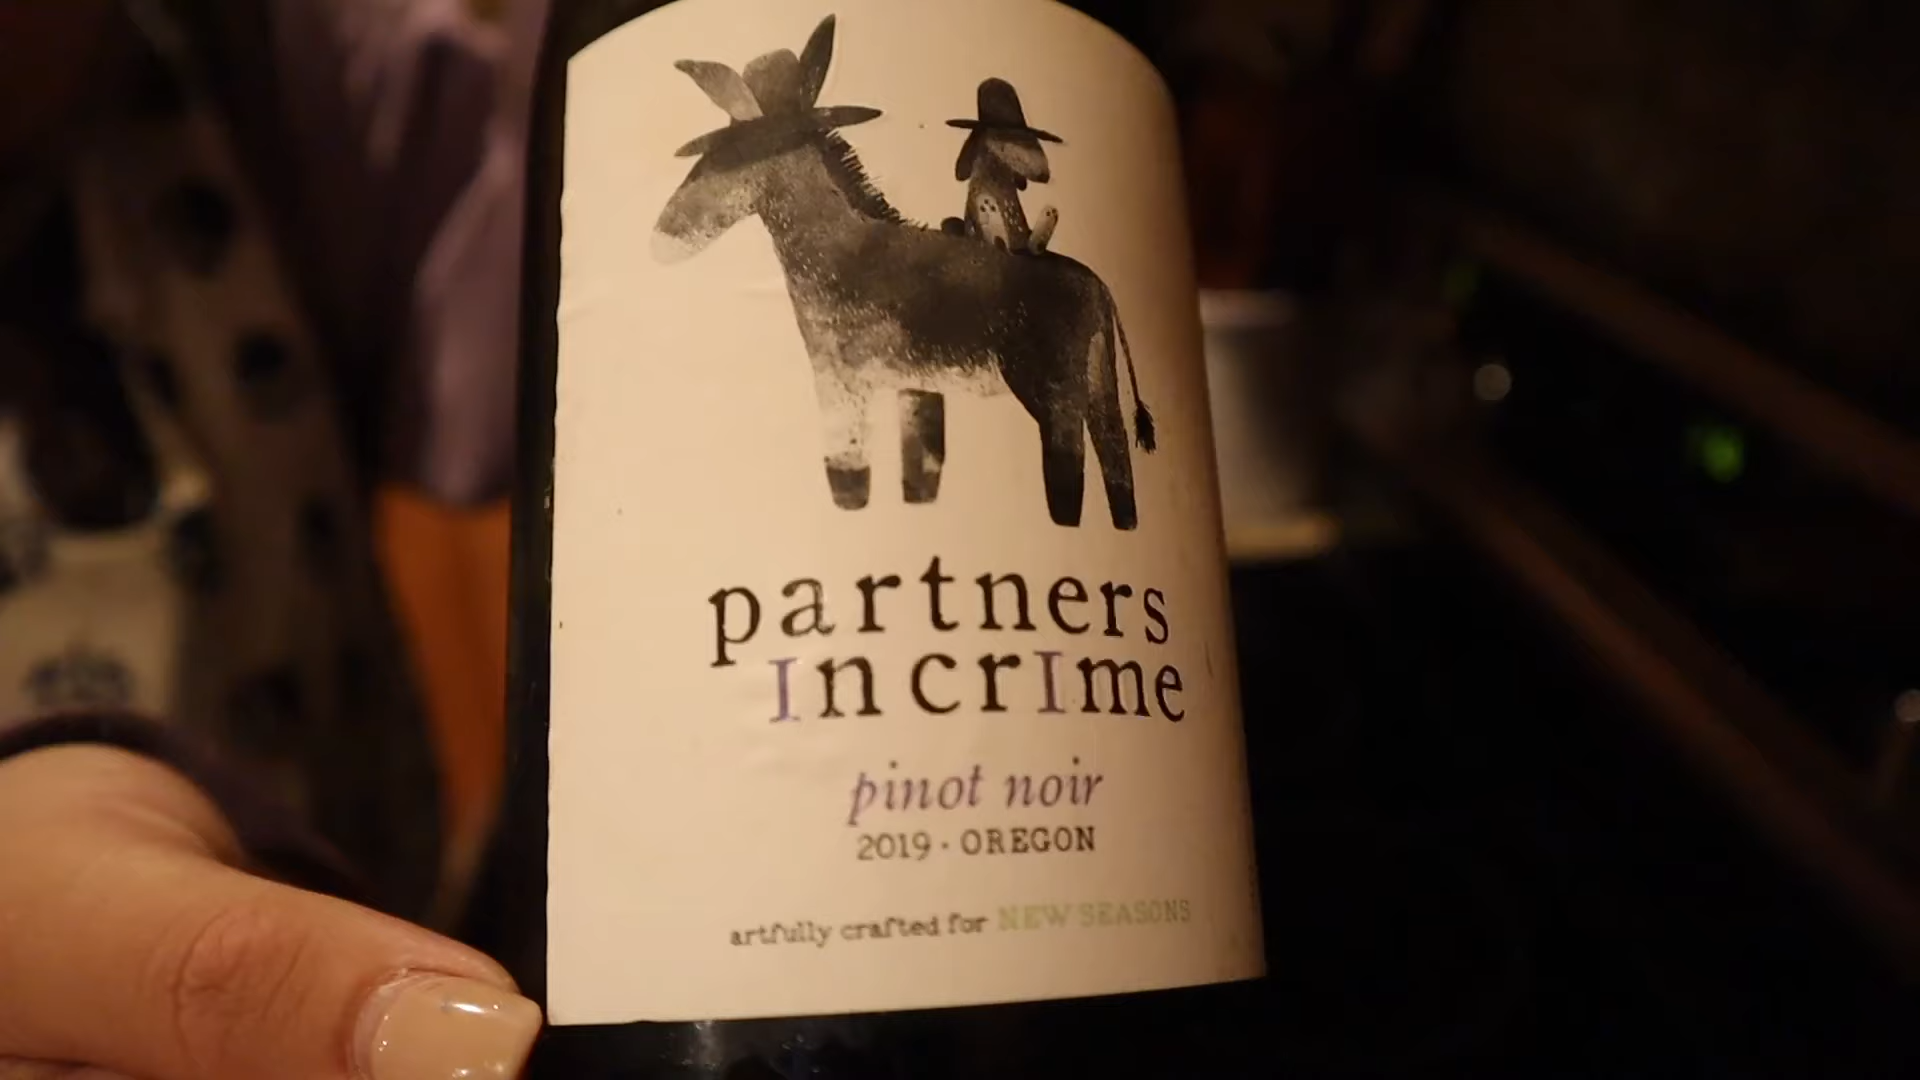 partners
IncrIme
pinot noir
2019 · OREGON
artfully crafted for NEW SEASONS